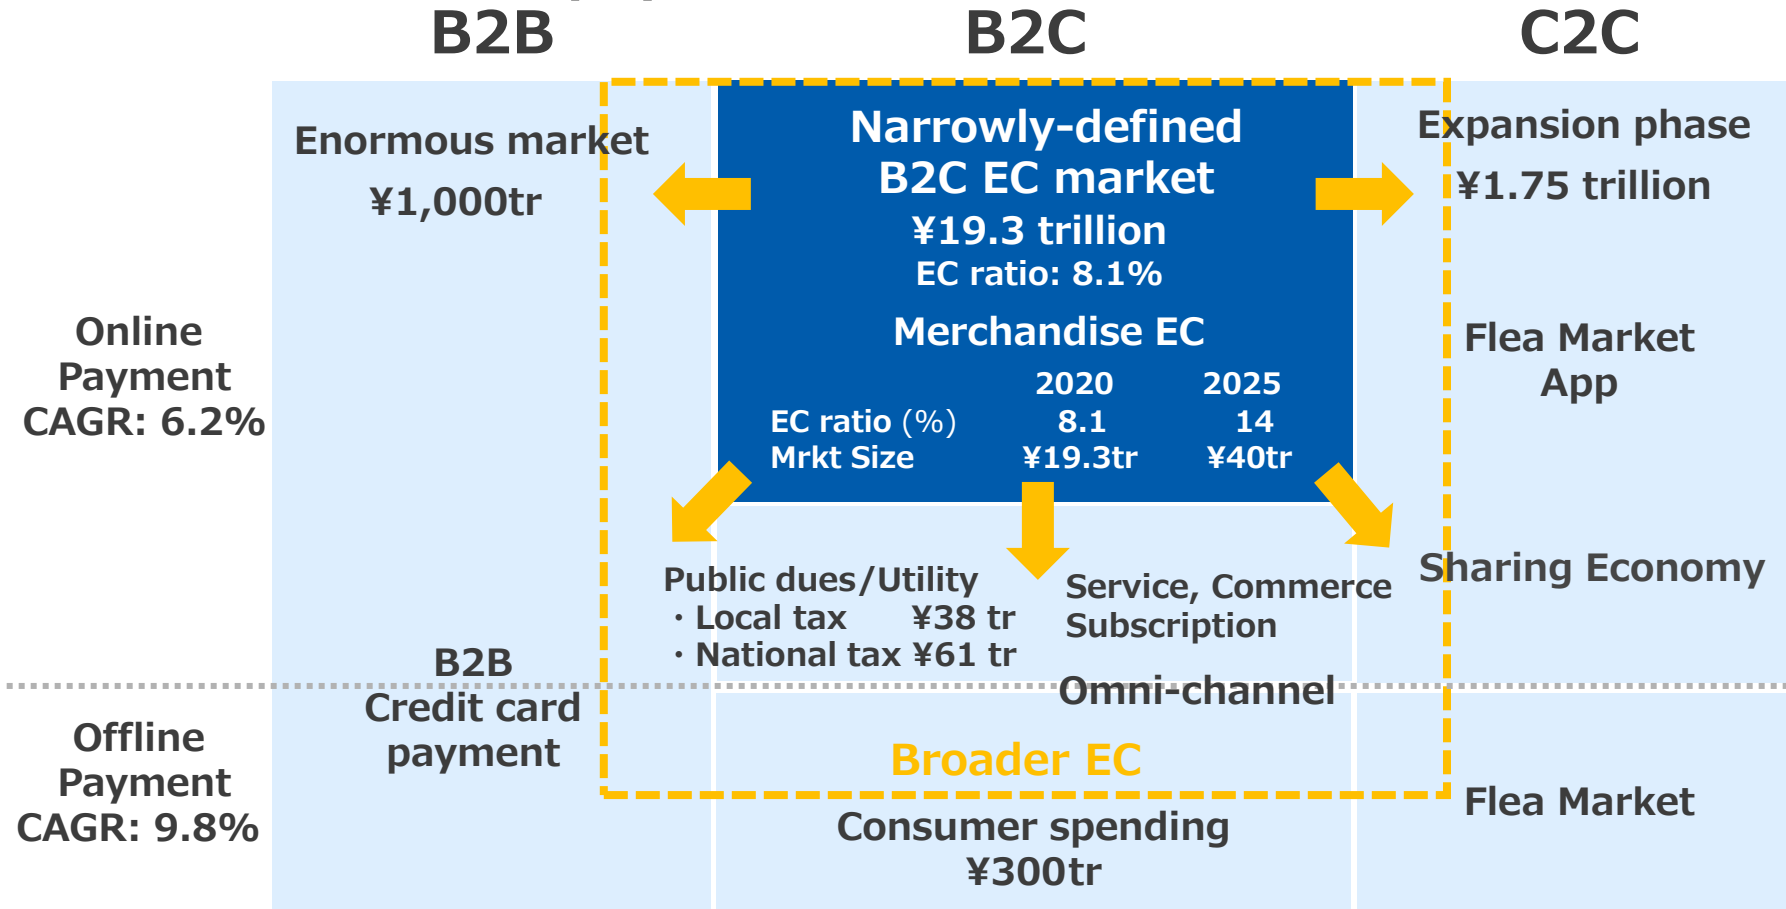 B2B
B2C
C2C
Enormous market
¥1,000tr
Narrowly-defined
B2C EC market
¥19.3 trillion
EC ratio: 8.1%
Merchandise EC
2020 2025
EC ratio (%) 8.1 14
Mrkt Size ¥19.3tr ¥40tr
Expansion phase
¥1.75 trillion
Online
Payment
CAGR: 6.2%
Flea Market
App
Public dues/Utility
・Local tax ¥38 tr
・National tax ¥61 tr
Service, Commerce
Subscription
Sharing Economy
B2B
Credit card
payment
Omni-channel
Offline
Payment
CAGR: 9.8%
Broader EC
Consumer spending
¥300tr
Flea Market